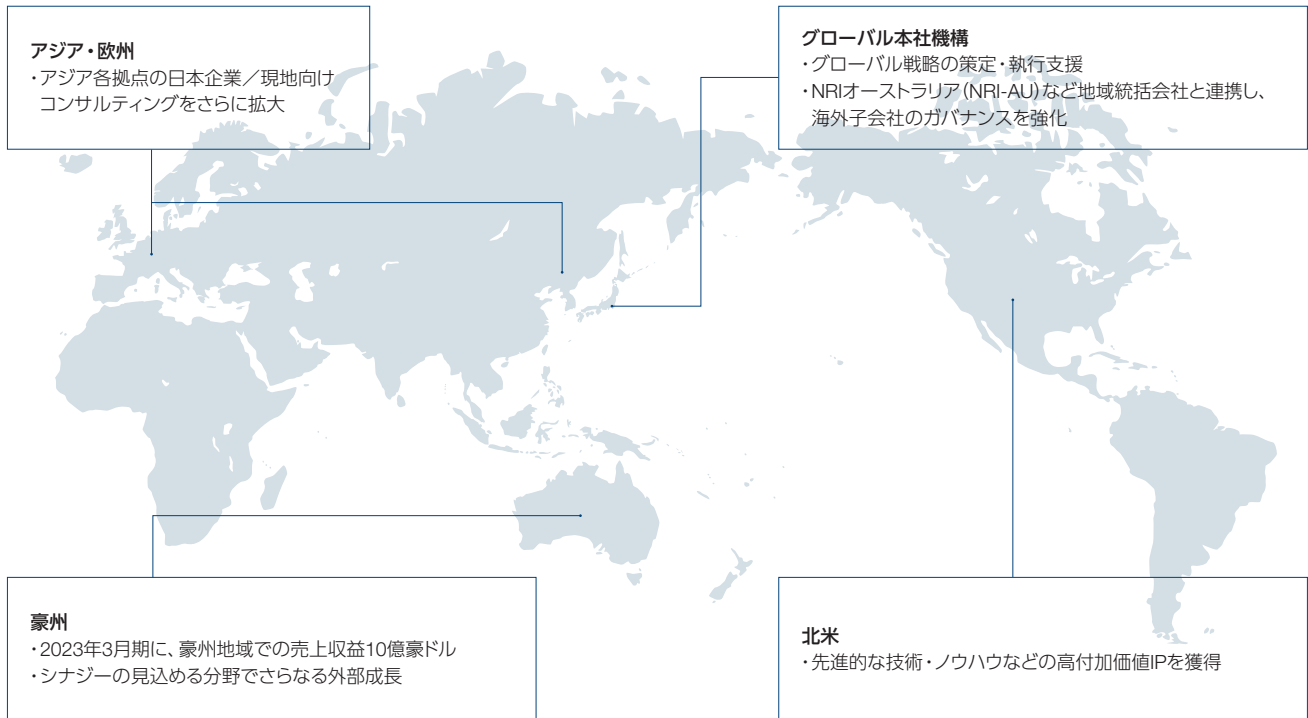 アジア・欧州
・アジア各拠点の日本企業／現地向け
コンサルティングをさらに拡大
グローバル本社機構
・グローバル戦略の策定・執行支援
・NRIオーストラリア（NRI-AU）など地域統括会社と連携し、
海外子会社のガバナンスを強化
豪州
・2023年3月期に、豪州地域での売上収益10億豪ドル
・シナジーの見込める分野でさらなる外部成長
北米
・先進的な技術・ノウハウなどの高付加価値IPを獲得